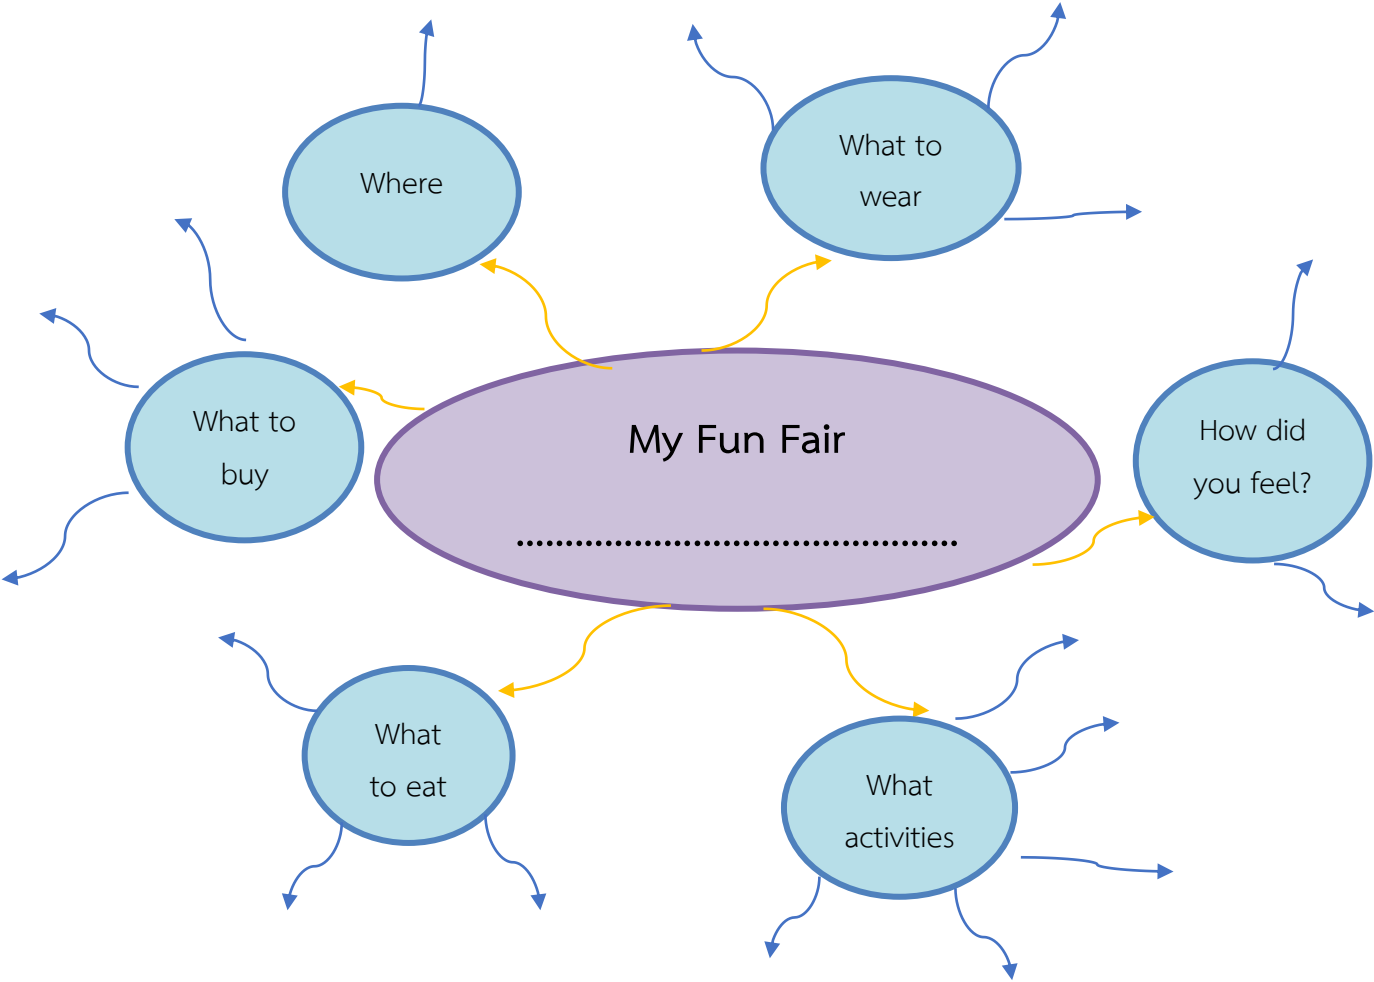 Where
What to
wear
What to
buy
My Fun Fair
............................................
How did
you feel?
What
to eat
What
activities